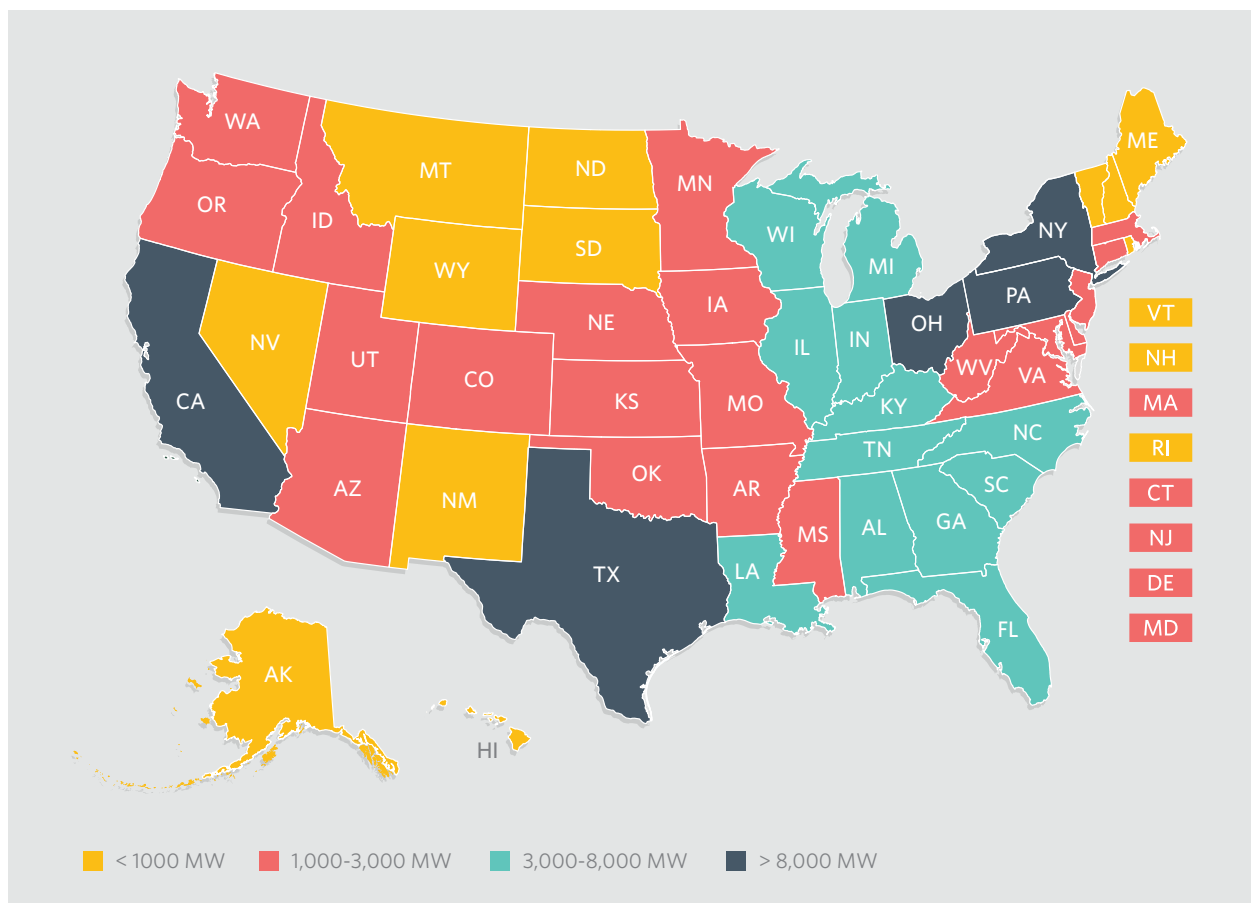 WA
MT
ND
MN
ME
OR
ID
SD
WI
MI
NY
WY
NV
UT
CO
NE
IA
IL
IN
OH
PA
VT
NH
CA
KS
MO
KY
WV
VA
MA
AZ
NM
OK
AR
TN
NC
SC
RI
CT
TX
LA
MS
AL
GA
FL
NJ
DE
MD
AK
HI
< 1000 MW
1,000-3,000 MW
3,000-8,000 MW
> 8,000 MW